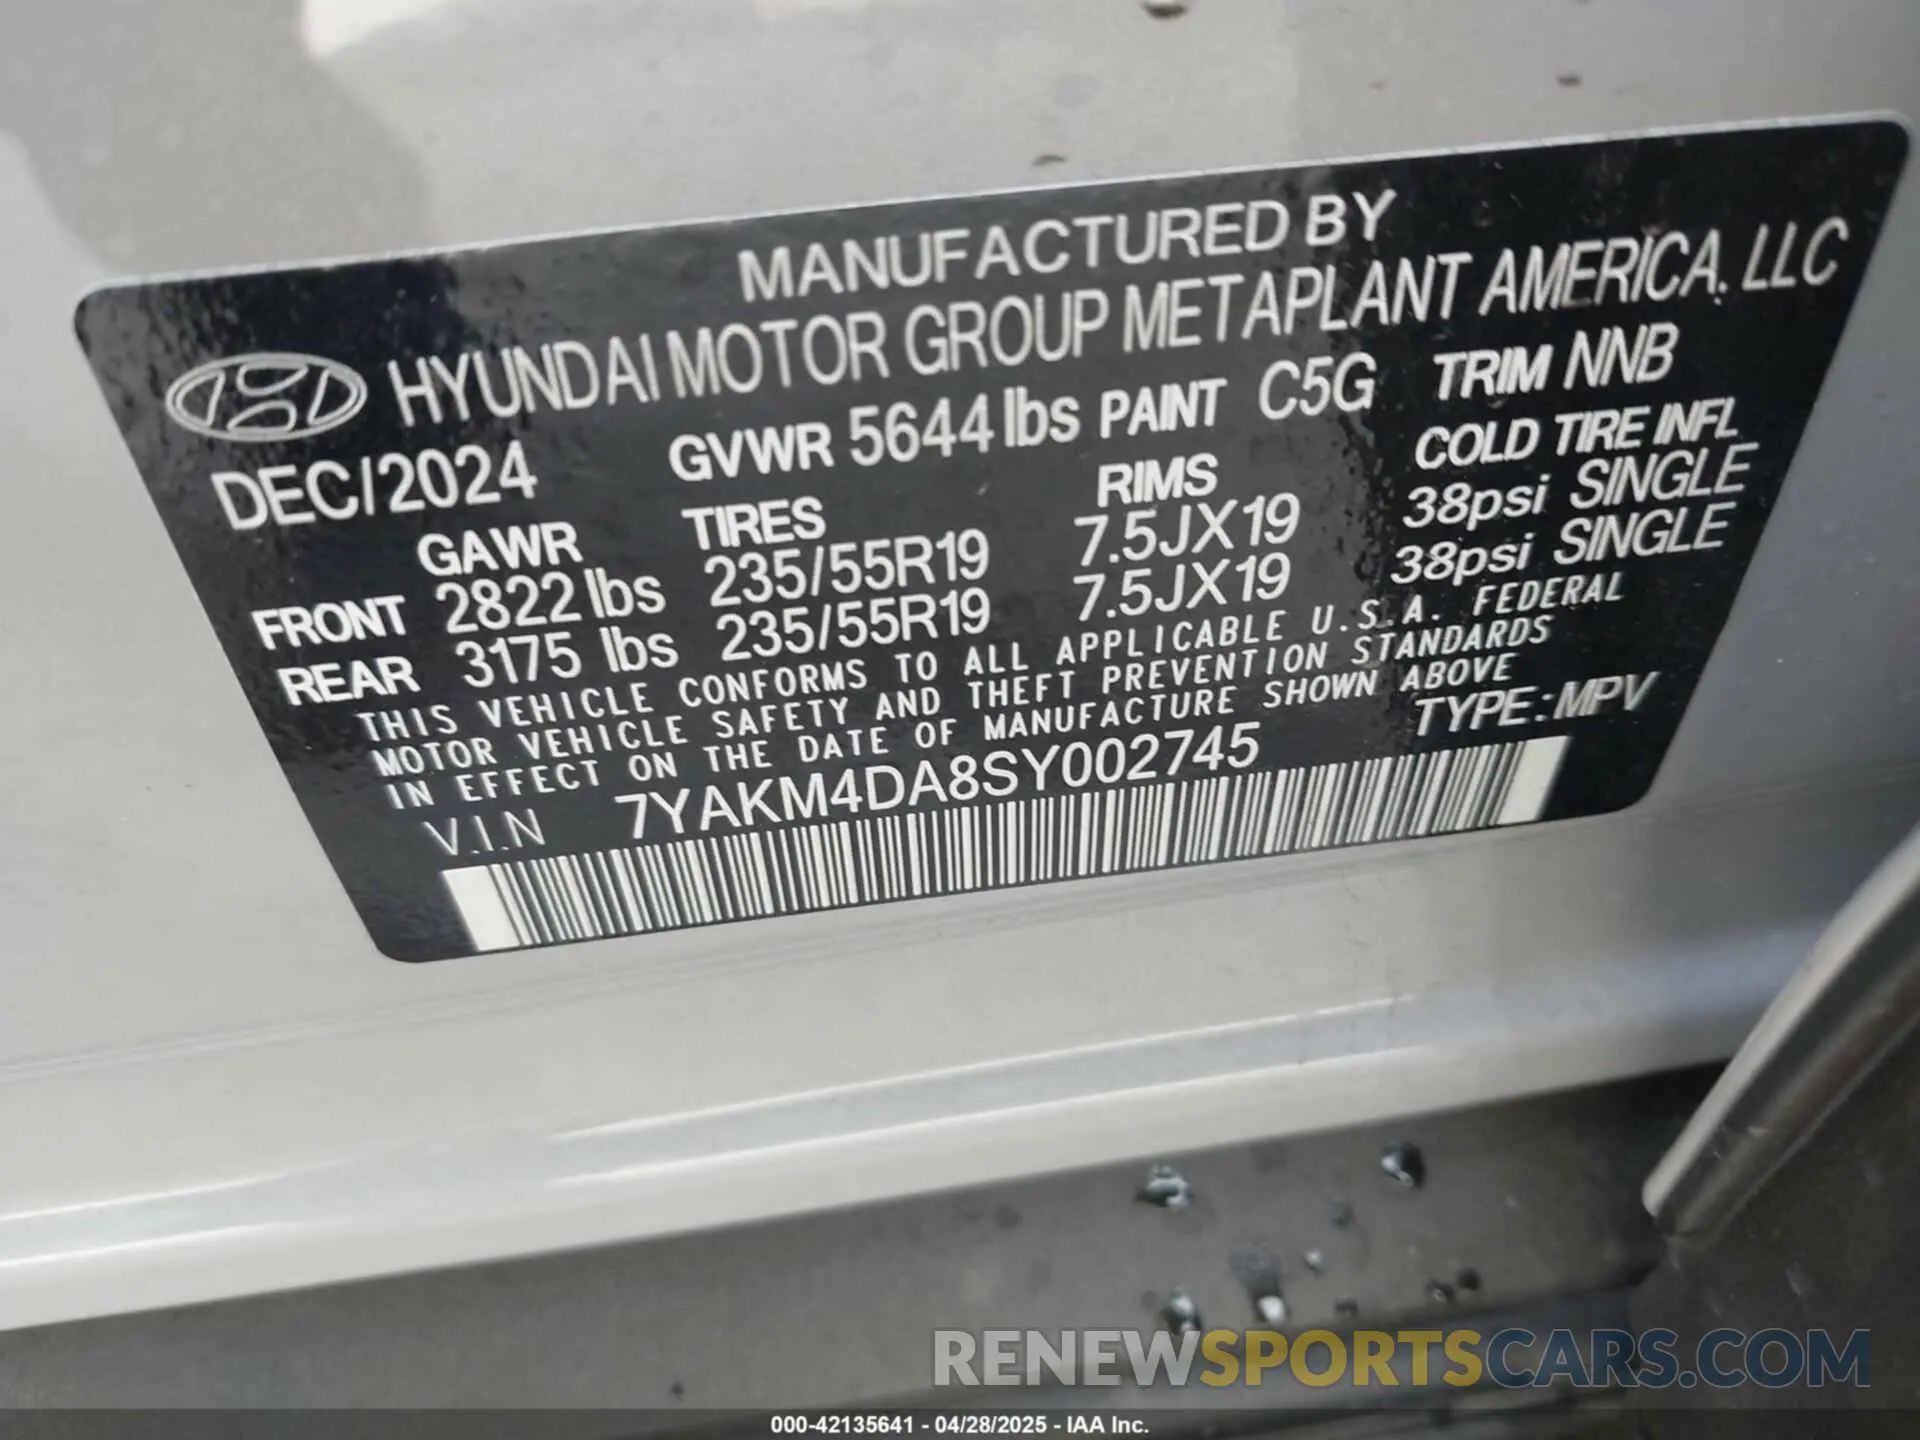 MANUFACTURED BY
HYUNDAI MOTOR GROUP METAPLANT AMERICA, LLC
DEC/2024 GVWR 5644 lbs PAINT C5G TRIM NNB
GAWR TIRES RIMS COLD TIRE INFL
FRONT 2822 lbs 235/55R19 7.5JX19 38psi SINGLE
REAR 3175 lbs 235/55R19 7.5JX19 38psi SINGLE
THIS VEHICLE CONFORMS TO ALL APPLICABLE U.S.A. FEDERAL
MOTOR VEHICLE SAFETY AND THEFT PREVENTION STANDARDS
IN EFFECT ON THE DATE OF MANUFACTURE SHOWN ABOVE
V.I.N 7YAKM4DA8SY002745 TYPE: MPV
RENEWSPORTSCARS.COM
000-42135641 - 04/28/2025 - IAA Inc.